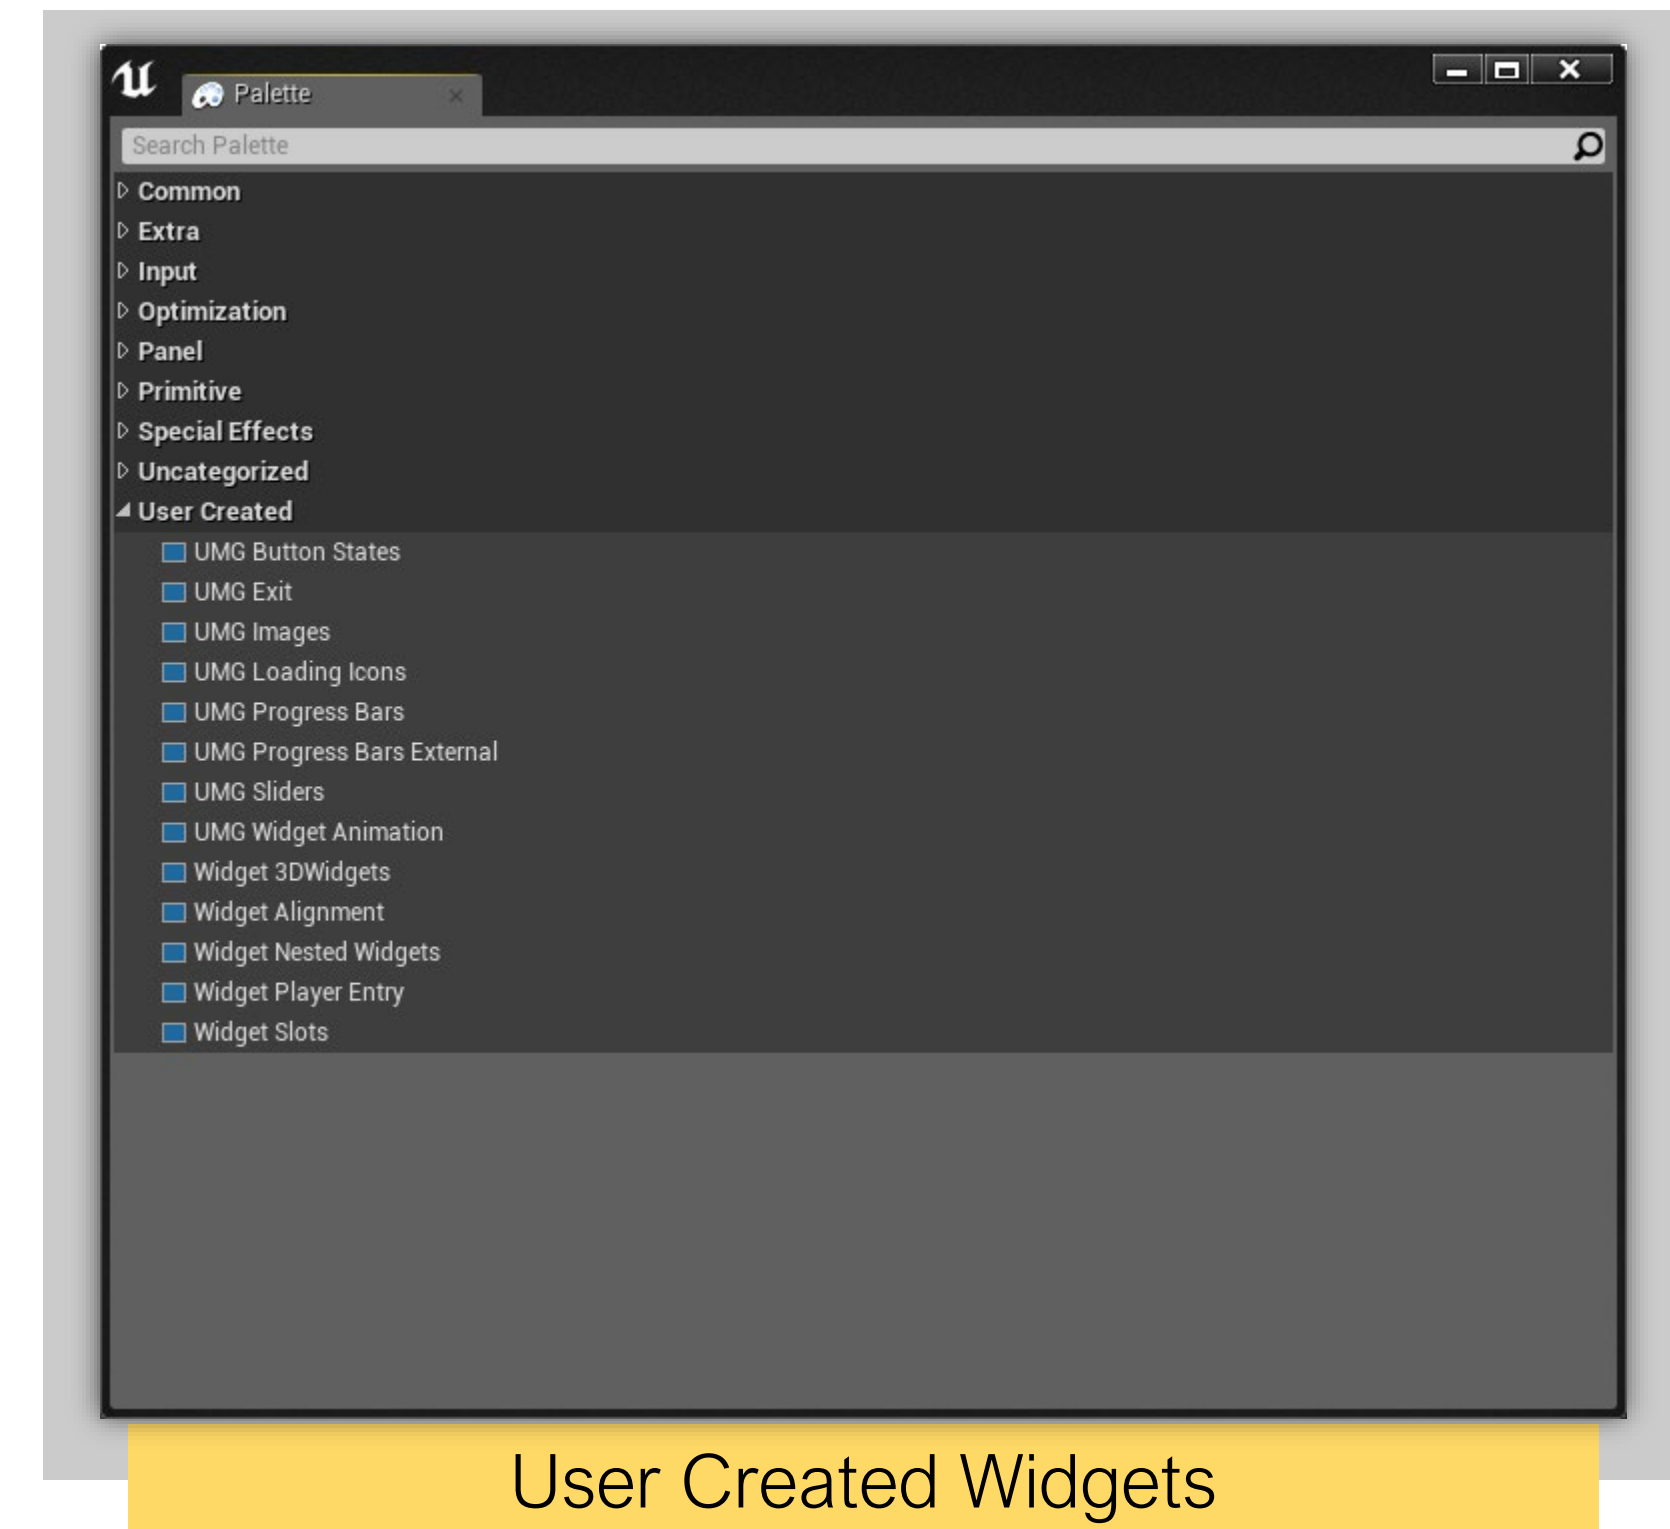 Palette
Search Palette
Common
Extra
Input
Optimization
Panel
Primitive
Special Effects
Uncategorized
User Created
UMG Button States
UMG Exit
UMG Images
UMG Loading Icons
UMG Progress Bars
UMG Progress Bars External
UMG Sliders
UMG Widget Animation
Widget 3DWidgets
Widget Alignment
Widget Nested Widgets
Widget Player Entry
Widget Slots
User Created Widgets